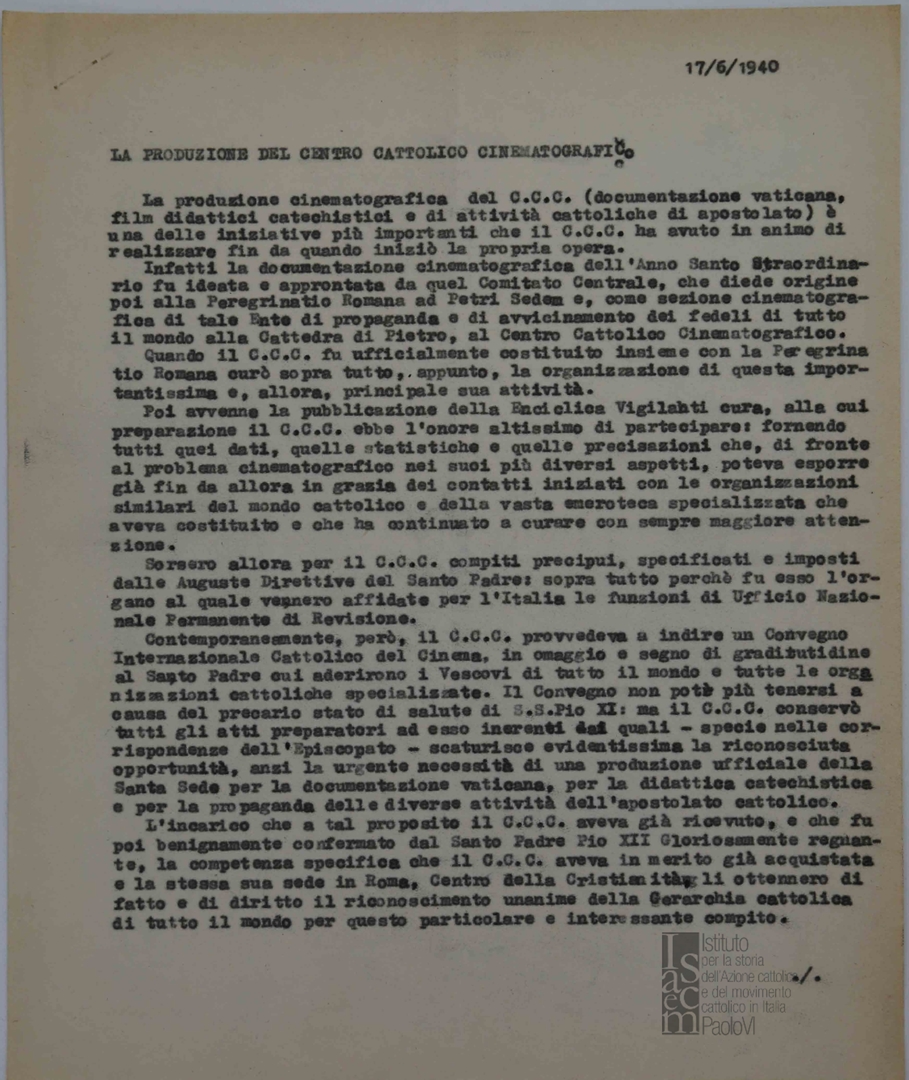 17/6/1940
LA PRODUZIONE DEL CENTRO CATTOLICO CINEMATOGRAFICO
La produzione cinematografica del C.C.C. (documentazione vaticana,
film didattici catechistici e di attività cattoliche di apostolato) è
una delle iniziative più importanti che il C.C.C. ha avuto in animo di
realizzare fin da quando iniziò la propria opera.
Infatti la documentazione cinematografica dell'Anno Santo Straordina-
rio fu ideata e approntata da quel Comitato Centrale, che diede origine
poi alla Peregrinatio Romana ad Petri Sedem e, come sezione cinematogra-
fica di tale Ente di propaganda e di avvicinamento dei fedeli di tutto
il mondo alla Cattedra di Pietro, al Centro Cattolico Cinematografico.
Quando il C.C.C. fu ufficialmente costituito insieme con la Peregrina
tio Romana curò sopra tutto, appunto, la organizzazione di questa impor-
tantissima e, allora, principale sua attività.
Poi avvenne la pubblicazione della Enciclica Vigilahti cura, alla cui
preparazione il C.C.C. ebbe l'onore altissimo di partecipare: fornendo
tutti quei dati, quelle statistiche e quelle precisazioni che, di fronte
al problema cinematografico nei suoi più diversi aspetti, poteva esporre
già fin da allora in grazia dei contatti iniziati con le organizzazioni
similari del mondo cattolico e della vasta emeroteca specializzata che
aveva costituito e che ha continuato a curare con sempre maggiore atten-
zione.
Sorsero allora per il C.C.C. compiti precipui, specificati e imposti
dalle Auguste Direttive del Santo Padre: sopra tutto perchè fu esso l'or-
gano al quale vennero affidate per l'Italia le funzioni di Ufficio Nazio-
nale Permanente di Revisione.
Contemporaneamente, però, il C.C.C. provvedeva a indire un Convegno
Internazionale Cattolico del Cinema, in omaggio e segno di graditutidine
al Santo Padre cui aderirono i Vescovi di tutto il mondo e tutte le orga
nizzazioni cattoliche specializzate. Il Convegno non potè più tenersi a
causa del precario stato di salute di S.S.Pio XI: ma il C.C.C. conservò
tutti gli atti preparatori ad esso inerenti dai quali - specie nelle cor-
rispondenze dell'Episcopato - scaturisce evidentissima la riconosciuta
opportunità, anzi la urgente necessità di una produzione ufficiale della
Santa Sede per la documentazione vaticana, per la didattica catechistica
e per la propaganda delle diverse attività dell'apostolato cattolico.
L'incarico che a tal proposito il C.C.C. aveva già ricevuto, e che fu
poi benignamente confermato dal Santo Padre Pio XII Gloriosamente regnan-
te, la competenza specifica che il C.C.C. aveva in merito già acquistata
e la stessa sua sede in Roma, Centro della Cristianità, gli ottennero di
fatto e di diritto il riconoscimento unanime della Gerarchia cattolica
di tutto il mondo per questo particolare e interessante compito.
./.
Isacem
Istituto
per la storia
dell'Azione cattolica
e del movimento
cattolico in Italia
PaoloVI